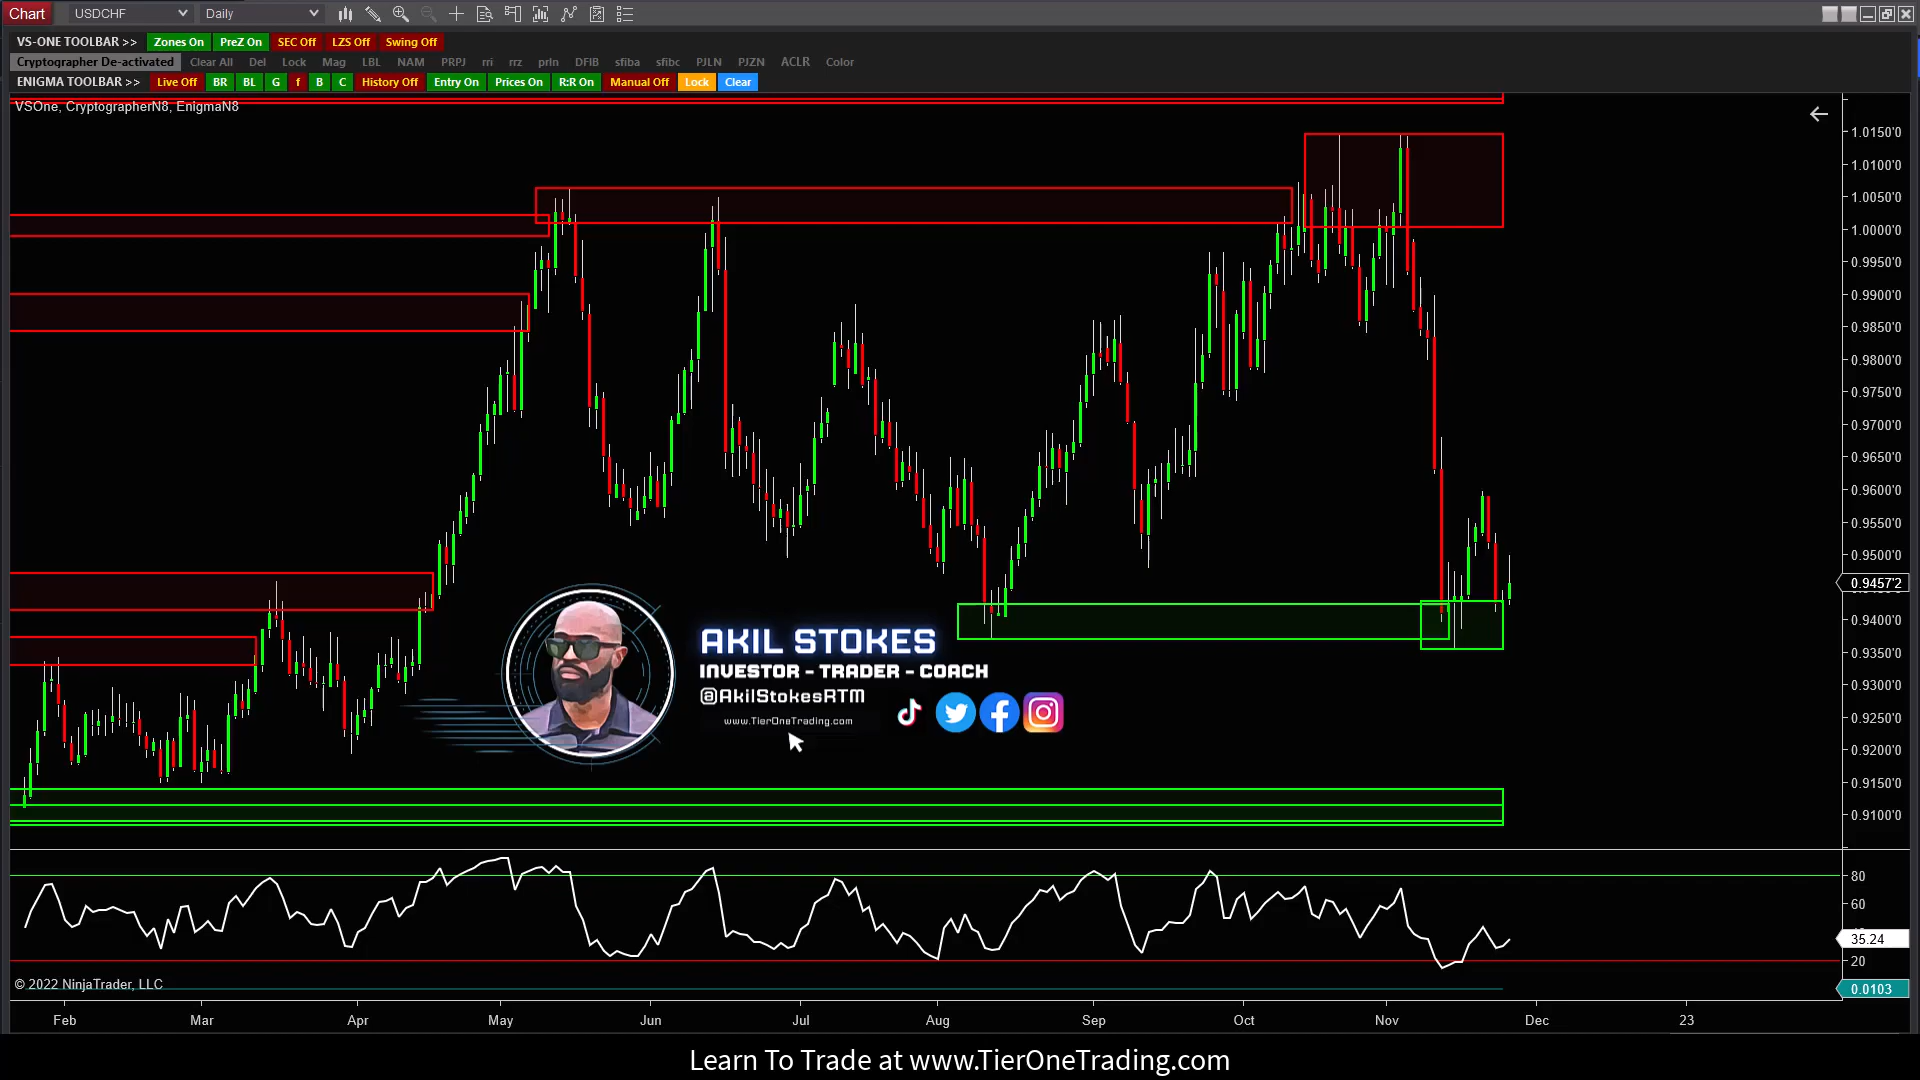 Chart USDCHF Daily
VS-ONE TOOLBAR >> Zones On PreZ On SEC Off LZS Off Swing Off
Cryptographer De-activated Clear All Del Lock Mag LBL NAM PRPJ rri rrz prln DFIB sfiba sfibc PJLN PJZN ACLR Color
ENIGMA TOOLBAR >> Live Off BR BL G f B C History Off Entry On Prices On R:R On Manual Off Lock Clear
VSOne, CryptographerN8, EnigmaN8
1.0150'0
1.0100'0
1.0050'0
1.0000'0
0.9950'0
0.9900'0
0.9850'0
0.9800'0
0.9750'0
0.9700'0
0.9650'0
0.9600'0
0.9550'0
0.9500'0
0.9457'2
0.9400'0
0.9350'0
0.9300'0
0.9250'0
0.9200'0
0.9150'0
0.9100'0
AKIL STOKES
INVESTOR - TRADER - COACH
@AkilStokesRTM
www.TierOneTrading.com
80
60
35.24
20
0.0103
© 2022 NinjaTrader, LLC
Feb Mar Apr May Jun Jul Aug Sep Oct Nov Dec 23
Learn To Trade at www.TierOneTrading.com